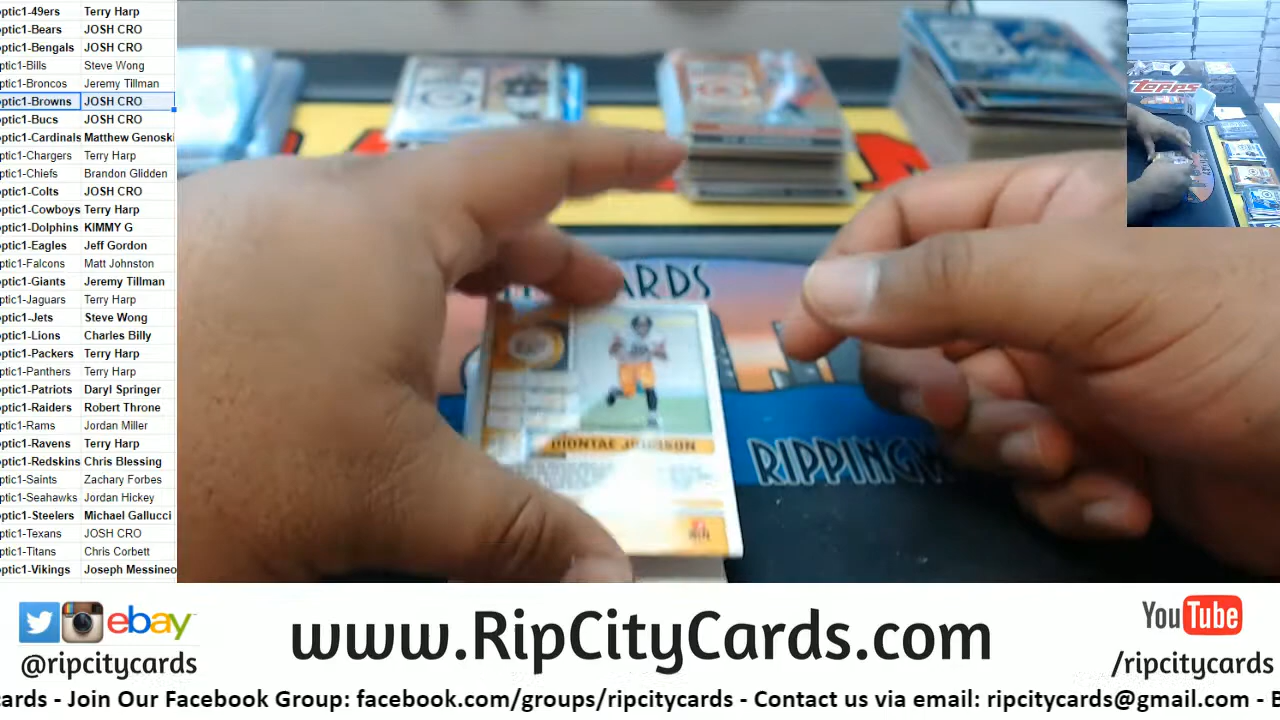 ptic1-49ers Terry Harp
ptic1-Bears JOSH CRO
ptic1-Bengals JOSH CRO
ptic1-Bills Steve Wong
ptic1-Broncos Jeremy Tillman
ptic1-Browns JOSH CRO
ptic1-Bucs JOSH CRO
ptic1-Cardinals Matthew Genoski
ptic1-Chargers Terry Harp
ptic1-Chiefs Brandon Glidden
ptic1-Colts JOSH CRO
ptic1-Cowboys Terry Harp
ptic1-Dolphins KIMMY G
ptic1-Eagles Jeff Gordon
ptic1-Falcons Matt Johnston
ptic1-Giants Jeremy Tillman
ptic1-Jaguars Terry Harp
ptic1-Jets Steve Wong
ptic1-Lions Charles Billy
ptic1-Packers Terry Harp
ptic1-Panthers Terry Harp
ptic1-Patriots Daryl Springer
ptic1-Raiders Robert Throne
ptic1-Rams Jordan Miller
ptic1-Ravens Terry Harp
ptic1-Redskins Chris Blessing
ptic1-Saints Zachary Forbes
ptic1-Seahawks Jordan Hickey
ptic1-Steelers Michael Gallucci
ptic1-Texans JOSH CRO
ptic1-Titans Chris Corbett
ptic1-Vikings Joseph Messineo
Topps
CARDS
DIONTAE JOHNSON
RIPPINGW
ebay
@ripcitycards
www.RipCityCards.com
YouTube
/ripcitycards
cards - Join Our Facebook Group: facebook.com/groups/ripcitycards - Contact us via email: ripcitycards@gmail.com - E